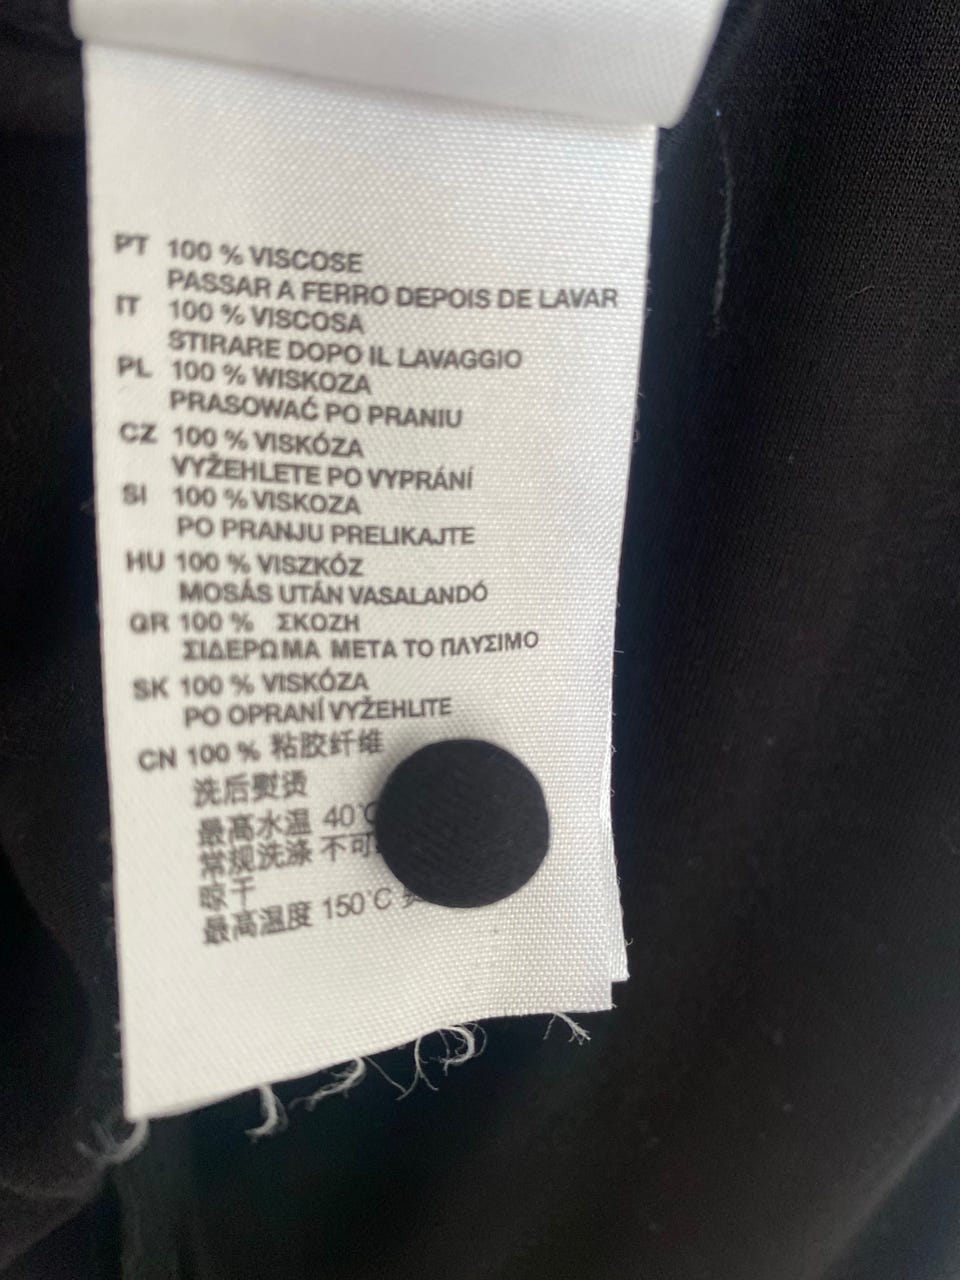 PT 100 % VISCOSE
PASSAR A FERRO DEPOIS DE LAVAR
IT 100 % VISCOSA
STIRARE DOPO IL LAVAGGIO
PL 100 % WISKOZA
PRASOWAĆ PO PRANIU
CZ 100 % VISKÓZA
VYŽEHLETE PO VYPRÁNÍ
SI 100 % VISKOZA
PO PRANJU PRELIKAJTE
HU 100 % VISZKÓZ
MOSÁS UTÁN VASALANDÓ
GR 100 % ΣΚΟΖΗ
ΣΙΔΕΡΩΜΑ ΜΕΤΑ ΤΟ ΠΛΥΣΙΜΟ
SK 100 % VISKÓZA
PO OPRANÍ VYŽEHLITE
CN 100 % 粘胶纤维
洗后熨烫
最高水温 40°C
常规洗涤 不可
晾干
最高温度 150°C